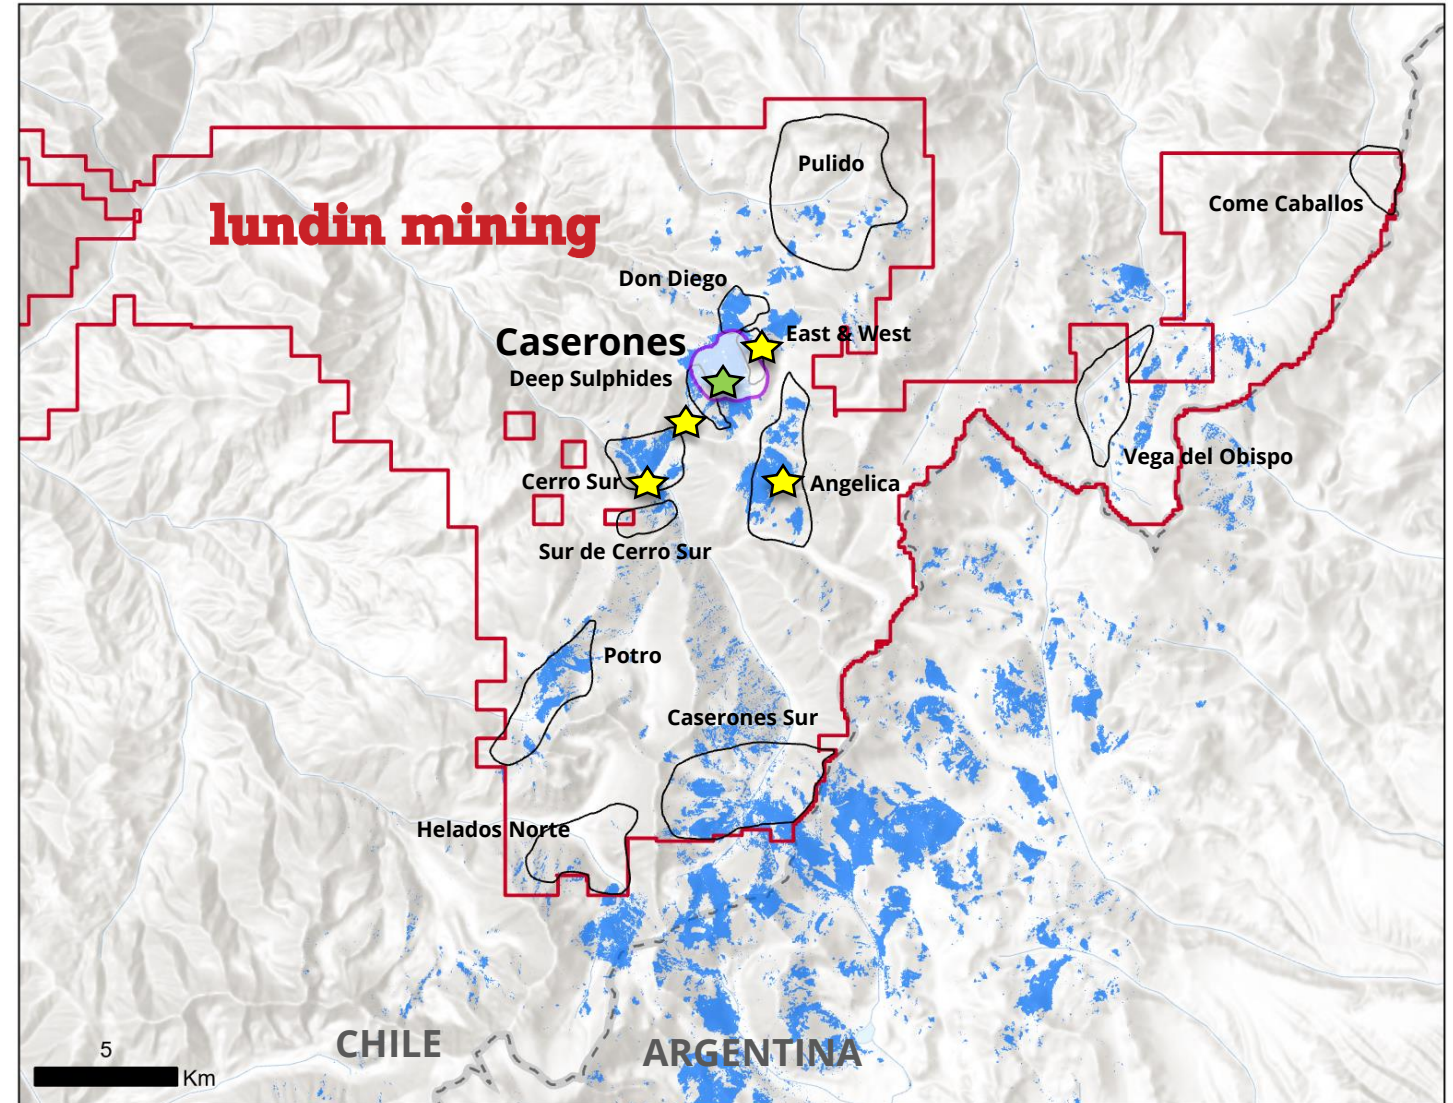 Pulido
Come Caballos
lundin mining
Don Diego
East & West
Caserones
Deep Sulphides
Vega del Obispo
Cerro Sur
Angelica
Sur de Cerro Sur
Potro
Caserones Sur
Helados Norte
CHILE
ARGENTINA
5
Km